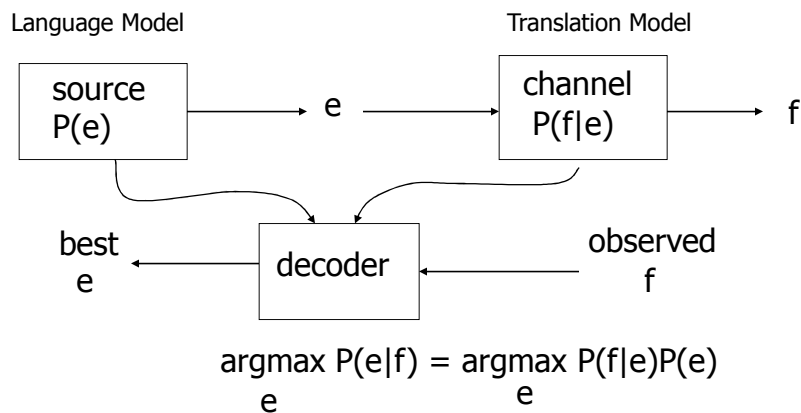 Language Model
Translation Model
source
P(e)
e
channel
P(f|e)
f
best
e
decoder
observed
f
argmax P(e|f) = argmax P(f|e)P(e)
e e